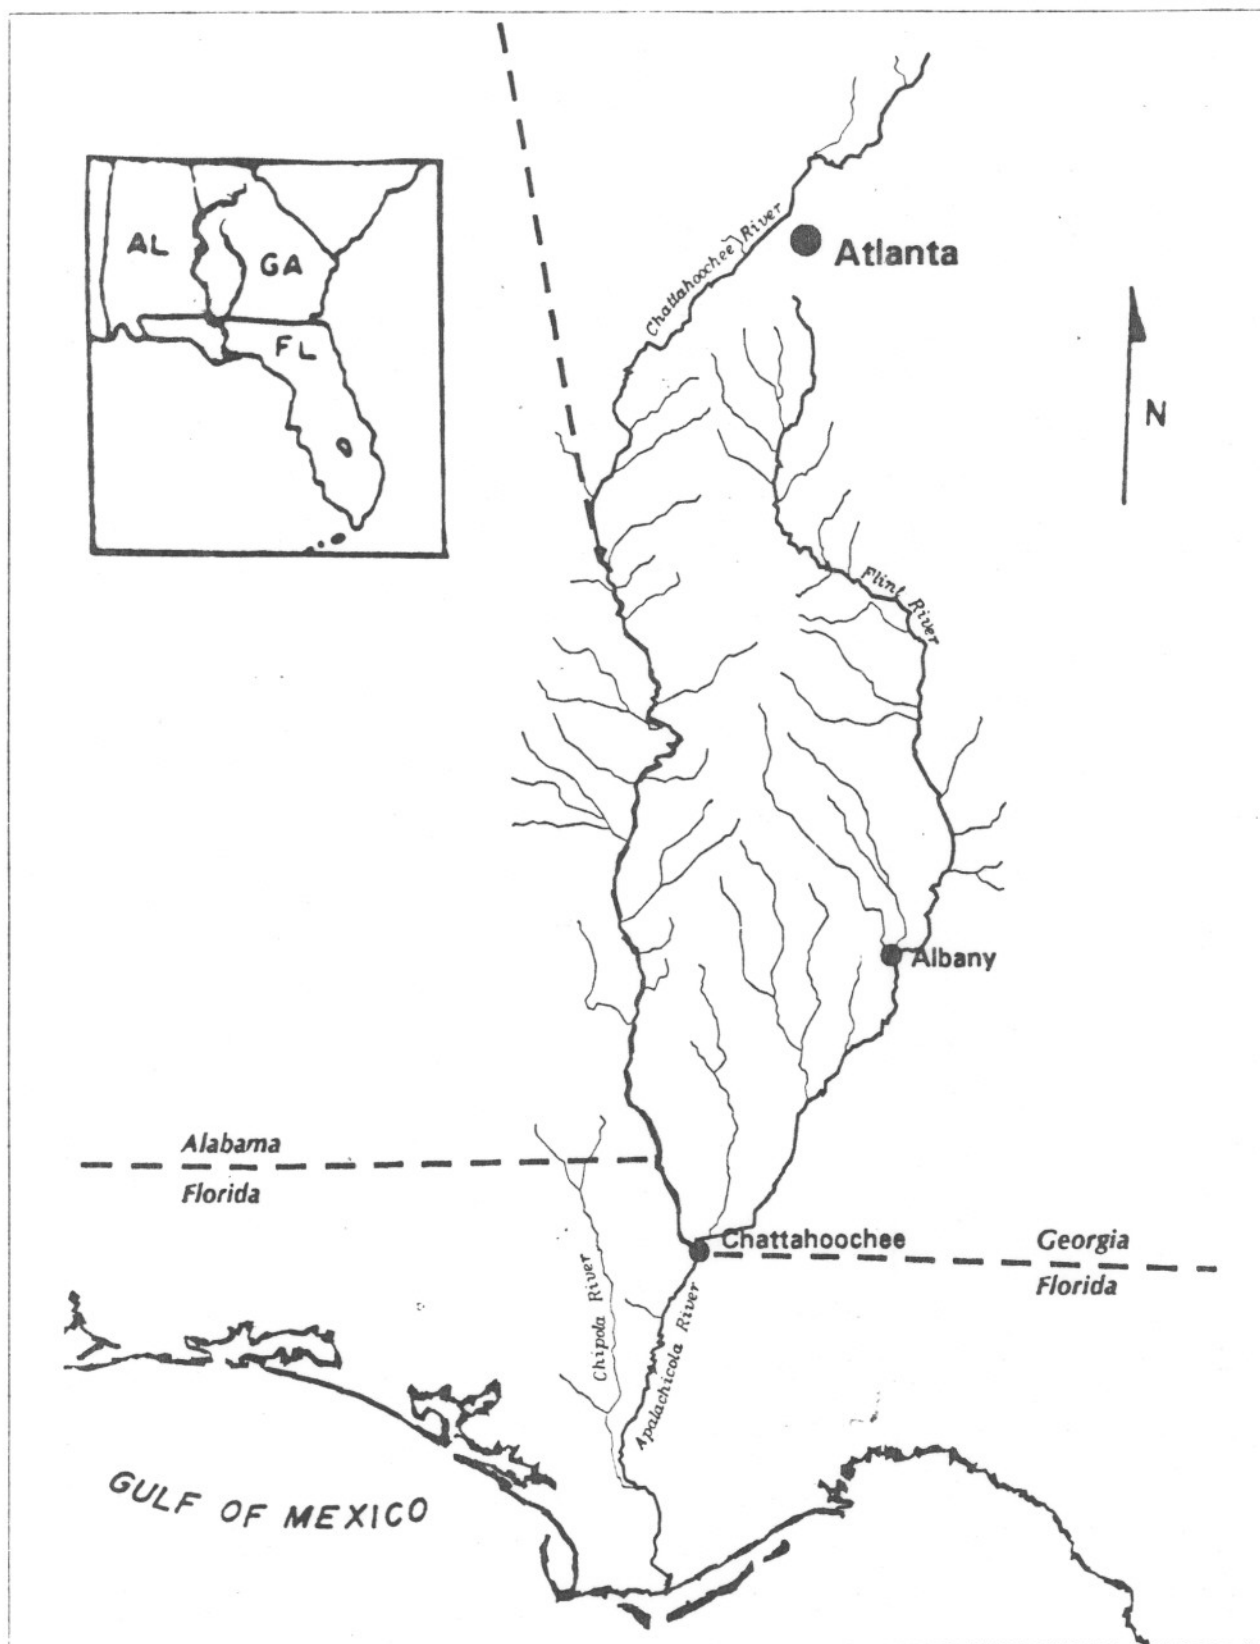 AL
GA
FL
Chattahoochee River
Atlanta
N
Flint River
Albany
Alabama
Florida
Chattahoochee
Georgia
Florida
Chipola River
Apalachicola River
GULF OF MEXICO